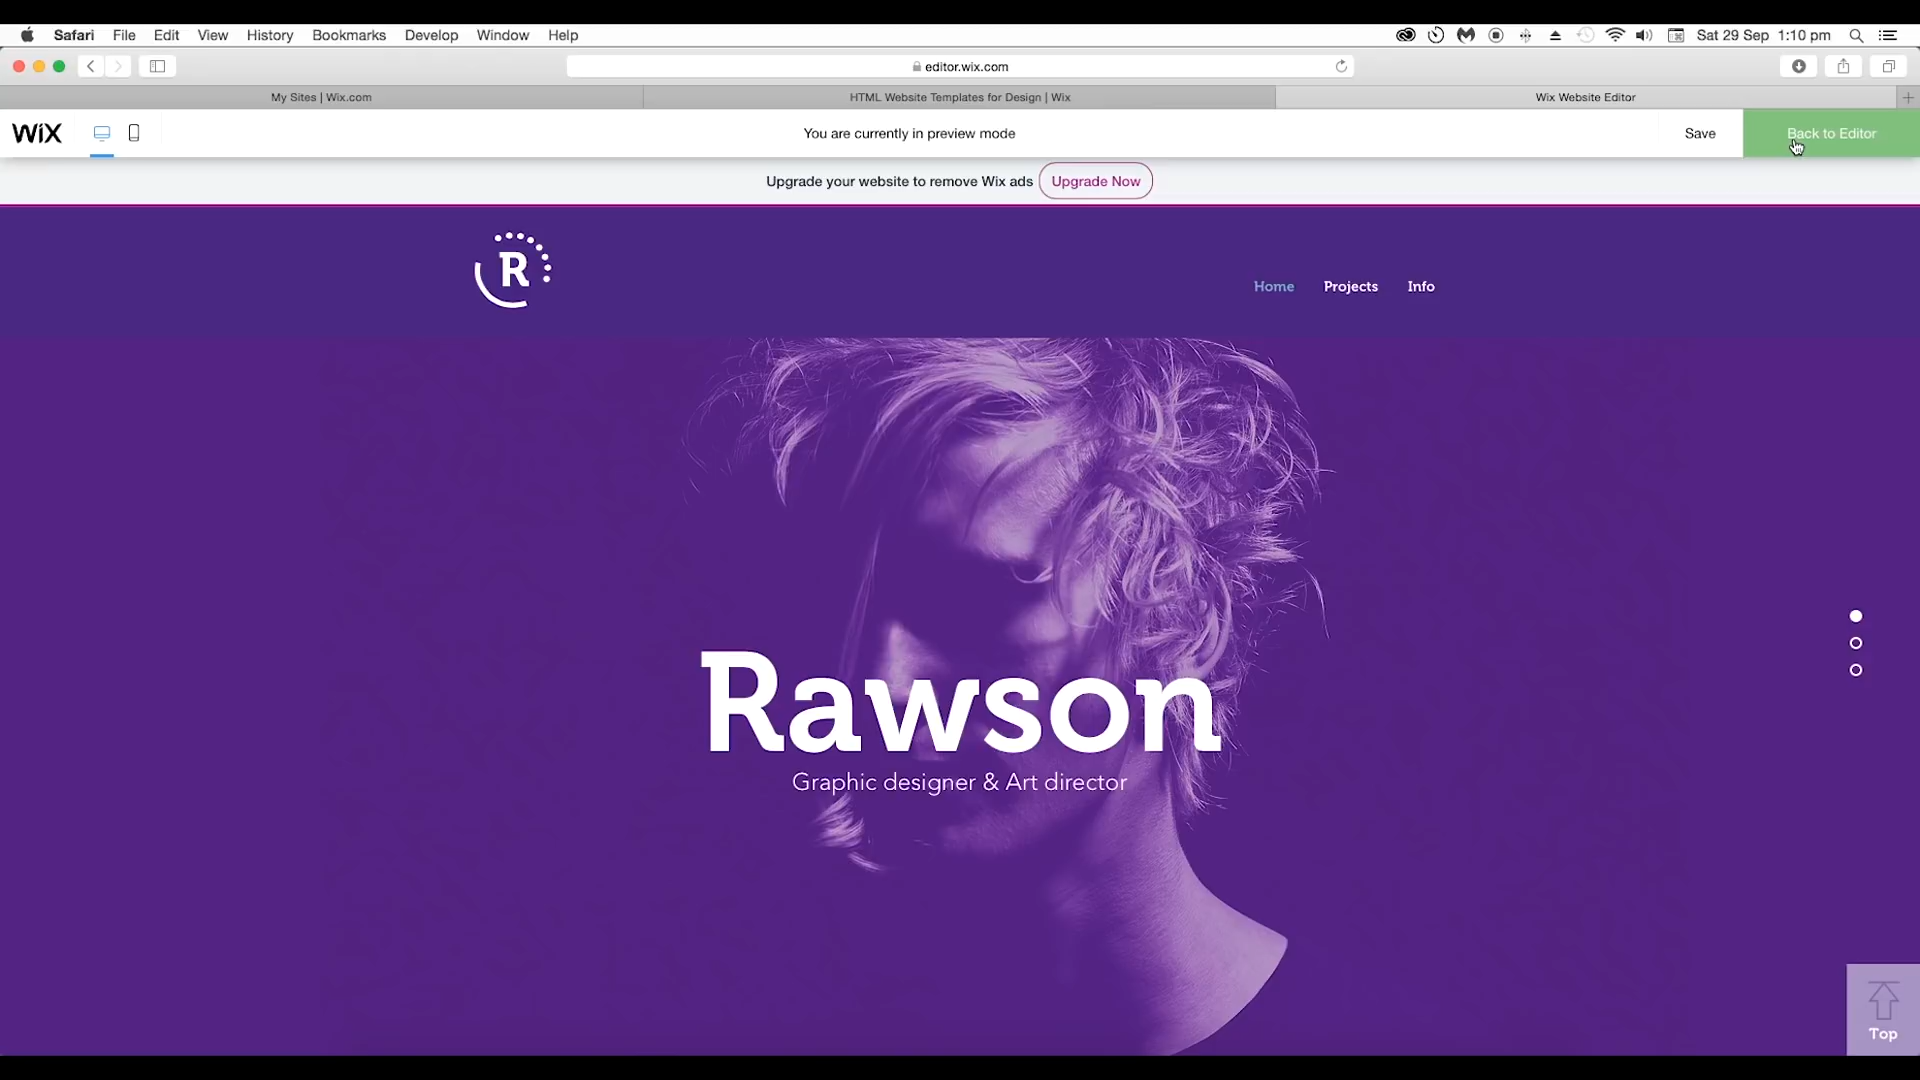 Safari File Edit View History Bookmarks Develop Window Help Sat 29 Sep 1:10 pm
editor.wix.com
My Sites | Wix.com HTML Website Templates for Design | Wix Wix Website Editor
WiX You are currently in preview mode Save Back to Editor
Upgrade your website to remove Wix ads Upgrade Now
R
Home Projects Info
Rawson
Graphic designer & Art director
Top